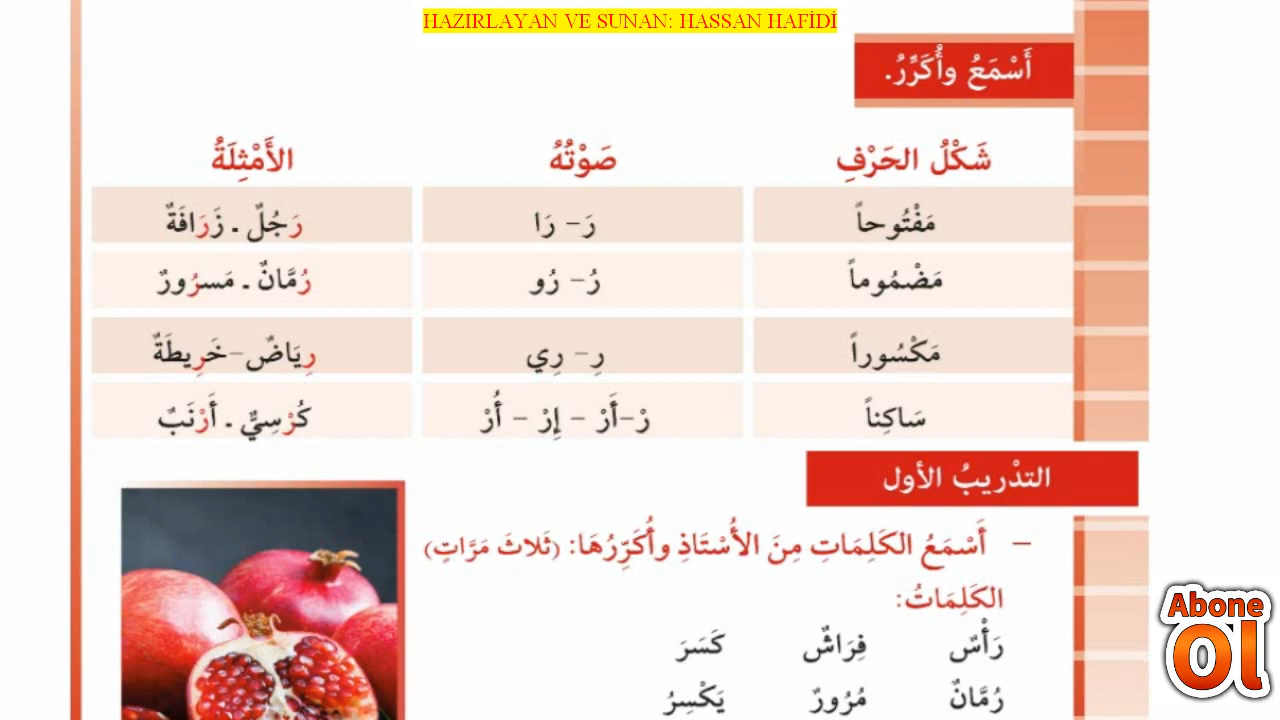 HAZIRLAYAN VE SUNAN: HASSAN HAFİDİ
أَسْمَعُ وأُكَرِّرُ.
شَكْلُ الحَرْفِ صَوْتُهُ الأَمْثِلَةُ
مَفْتُوحاً رَ– رَا رَجُلٌ . زَرَافَةٌ
مَضْمُوماً رُ– رُو رُمَّانٌ . مَسرُورٌ
مَكْسُوراً رِ– رِي رِيَاضٌ–خَرِيطَةٌ
سَاكِناً رْ–أَرْ – إِرْ – أُرْ كُرْسِيٌّ . أَرْنَبٌ
التدْريبُ الأول
– أَسْمَعُ الكَلِمَاتِ مِنَ الأُسْتَاذِ وأُكَرِّرُهَا: (ثَلاثَ مَرَّاتٍ)
الكَلِمَاتُ:
رَأْسٌ فِرَاشٌ كَسَرَ
رُمَّانٌ مُرُورٌ يَكْسِرُ
Abone
Ol